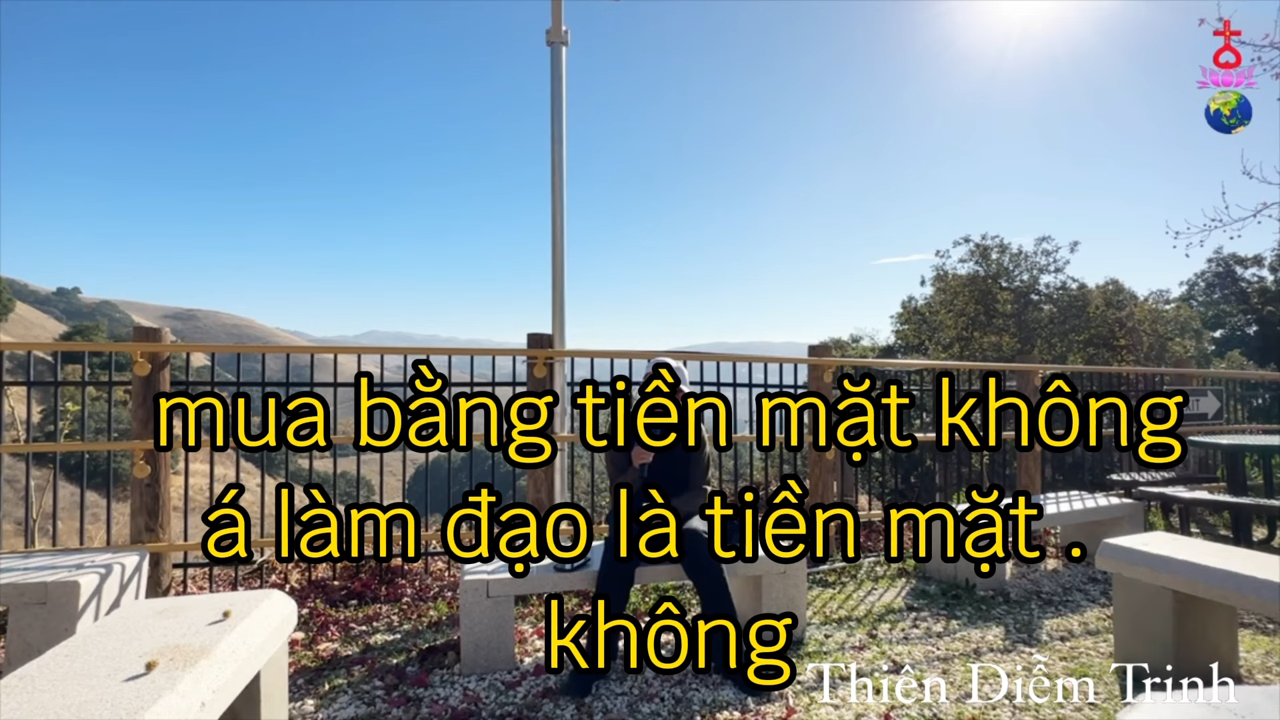 mua bằng tiền mặt không
á làm đạo là tiền mặt .
không
Thiên Diễm Trinh